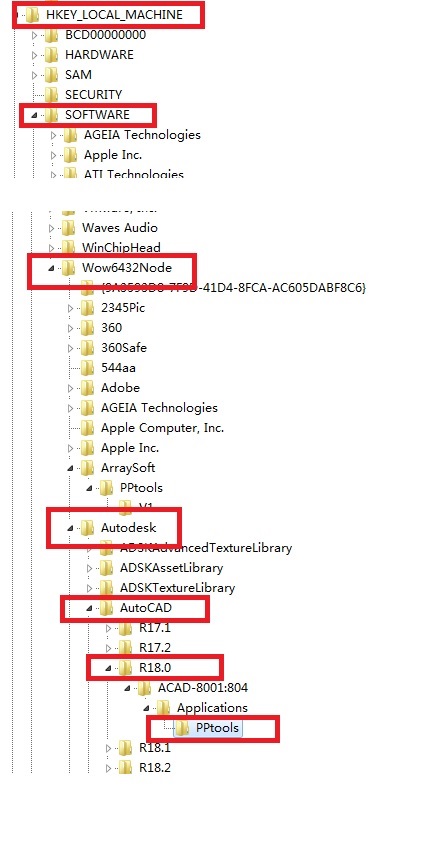 HKEY_LOCAL_MACHINE
BCD00000000
HARDWARE
SAM
SECURITY
SOFTWARE
AGEIA Technologies
Apple Inc.
ATI Technologies
Waves Audio
WinChipHead
Wow6432Node
-41D4-8FCA-AC605DABF8C6}
2345Pic
360
360Safe
544aa
Adobe
AGEIA Technologies
Apple Computer, Inc.
Apple Inc.
ArraySoft
PPtools
V1
Autodesk
ADSKAdvancedTextureLibrary
ADSKAssetLibrary
ADSKTextureLibrary
AutoCAD
R17.1
R17.2
R18.0
ACAD-8001:804
Applications
PPtools
R18.1
R18.2